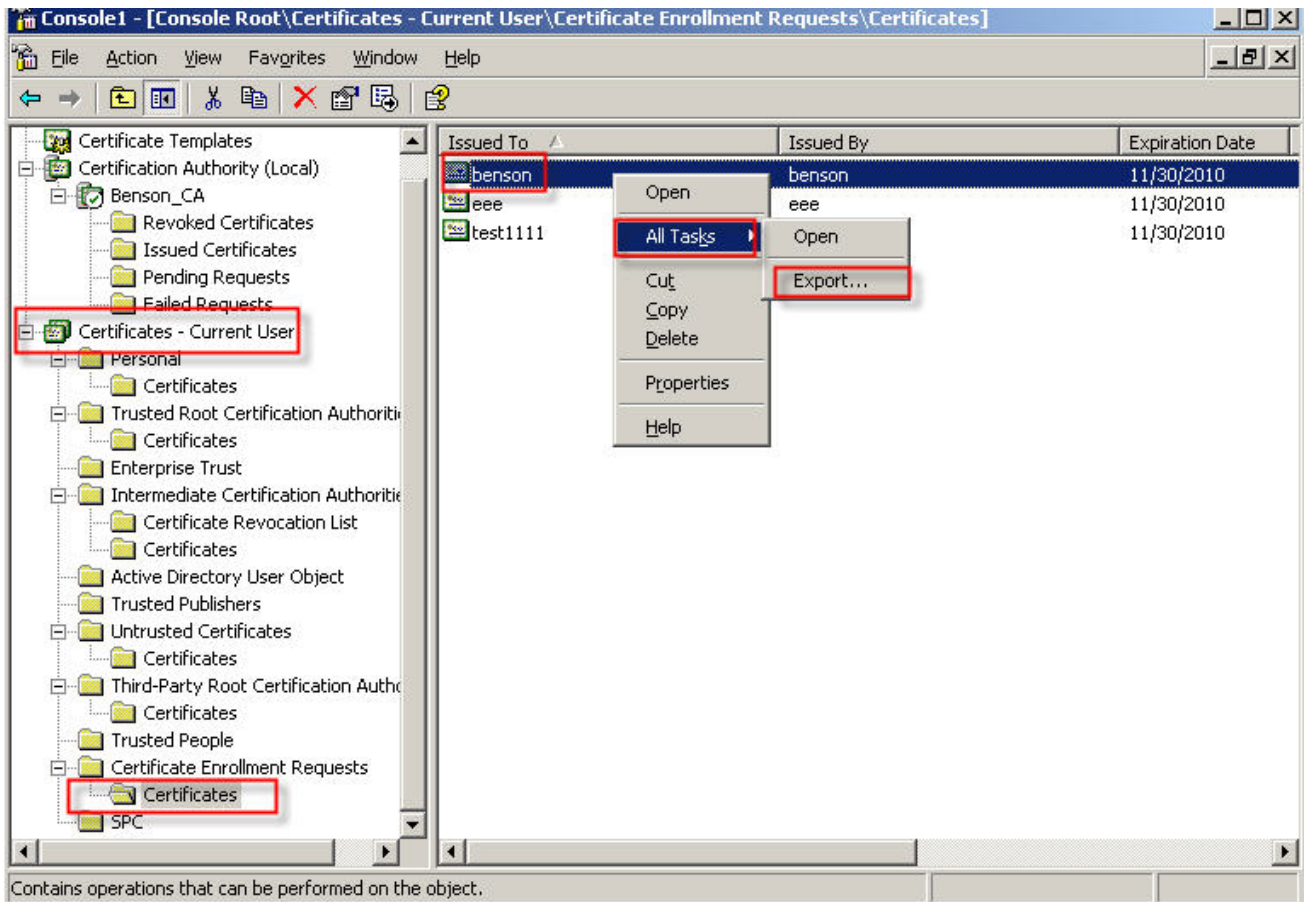 Console1 - [Console Root\Certificates - Current User\Certificate Enrollment Requests\Certificates]
File Action View Favorites Window Help
Certificate Templates
Certification Authority (Local)
Benson_CA
Revoked Certificates
Issued Certificates
Pending Requests
Failed Requests
Certificates - Current User
Personal
Certificates
Trusted Root Certification Authoriti
Certificates
Enterprise Trust
Intermediate Certification Authoritie
Certificate Revocation List
Certificates
Active Directory User Object
Trusted Publishers
Untrusted Certificates
Certificates
Third-Party Root Certification Autho
Certificates
Trusted People
Certificate Enrollment Requests
Certificates
SPC
Issued To Issued By Expiration Date
benson benson 11/30/2010
eee eee 11/30/2010
test1111 11/30/2010
Open
All Tasks
Cut
Copy
Delete
Properties
Help
Open
Export...
Contains operations that can be performed on the object.